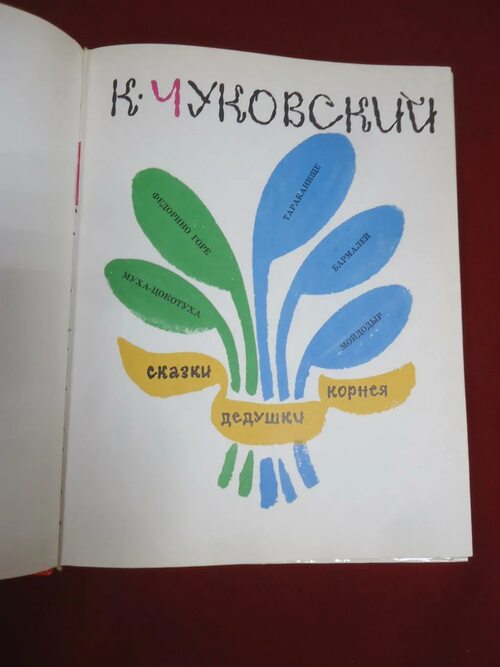 К. ЧУКОВСКИЙ
ФЕДОРИНО ГОРЕ
МУХА-ЦОКОТУХА
ТАРАКАНИЩЕ
БАРМАЛЕЙ
МОЙДОДЫР
сказки
дедушки
корнея